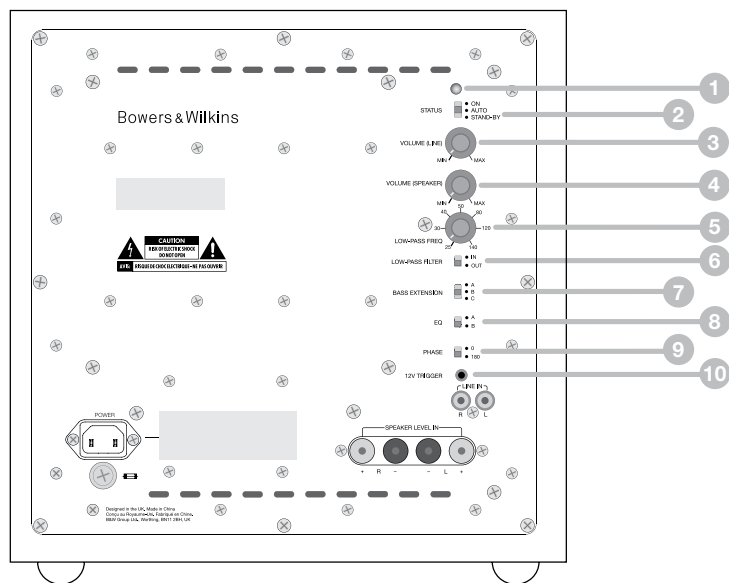 Bowers & Wilkins
1
STATUS
ON
AUTO
STAND-BY
2
VOLUME (LINE)
MIN
MAX
3
VOLUME (SPEAKER)
MIN
MAX
4
25
30
40
50
80
120
140
LOW-PASS FREQ
5
LOW-PASS FILTER
IN
OUT
6
BASS EXTENSION
A
B
C
7
EQ
A
B
8
PHASE
0
180
9
12V TRIGGER
10
LINE IN
R L
CAUTION
RISK OF ELECTRIC SHOCK
DO NOT OPEN
AVIS: RISQUE DE CHOC ELECTRIQUE-NE PAS OUVRIR
POWER
SPEAKER LEVEL IN
+ R − − L +
Designed in the UK, Made in China
Conçu au Royaume-Uni. Fabriqué en Chine.
B&W Group Ltd. Worthing, BN11 2BH, UK